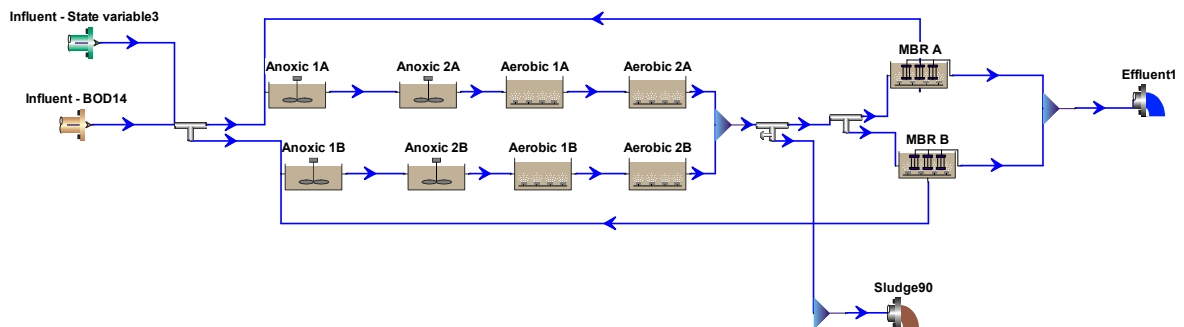 Influent - State variable3
MBR A
Anoxic 1A
Anoxic 2A
Aerobic 1A
Aerobic 2A
Effluent1
Influent - BOD14
Anoxic 1B
Anoxic 2B
Aerobic 1B
Aerobic 2B
MBR B
Sludge90